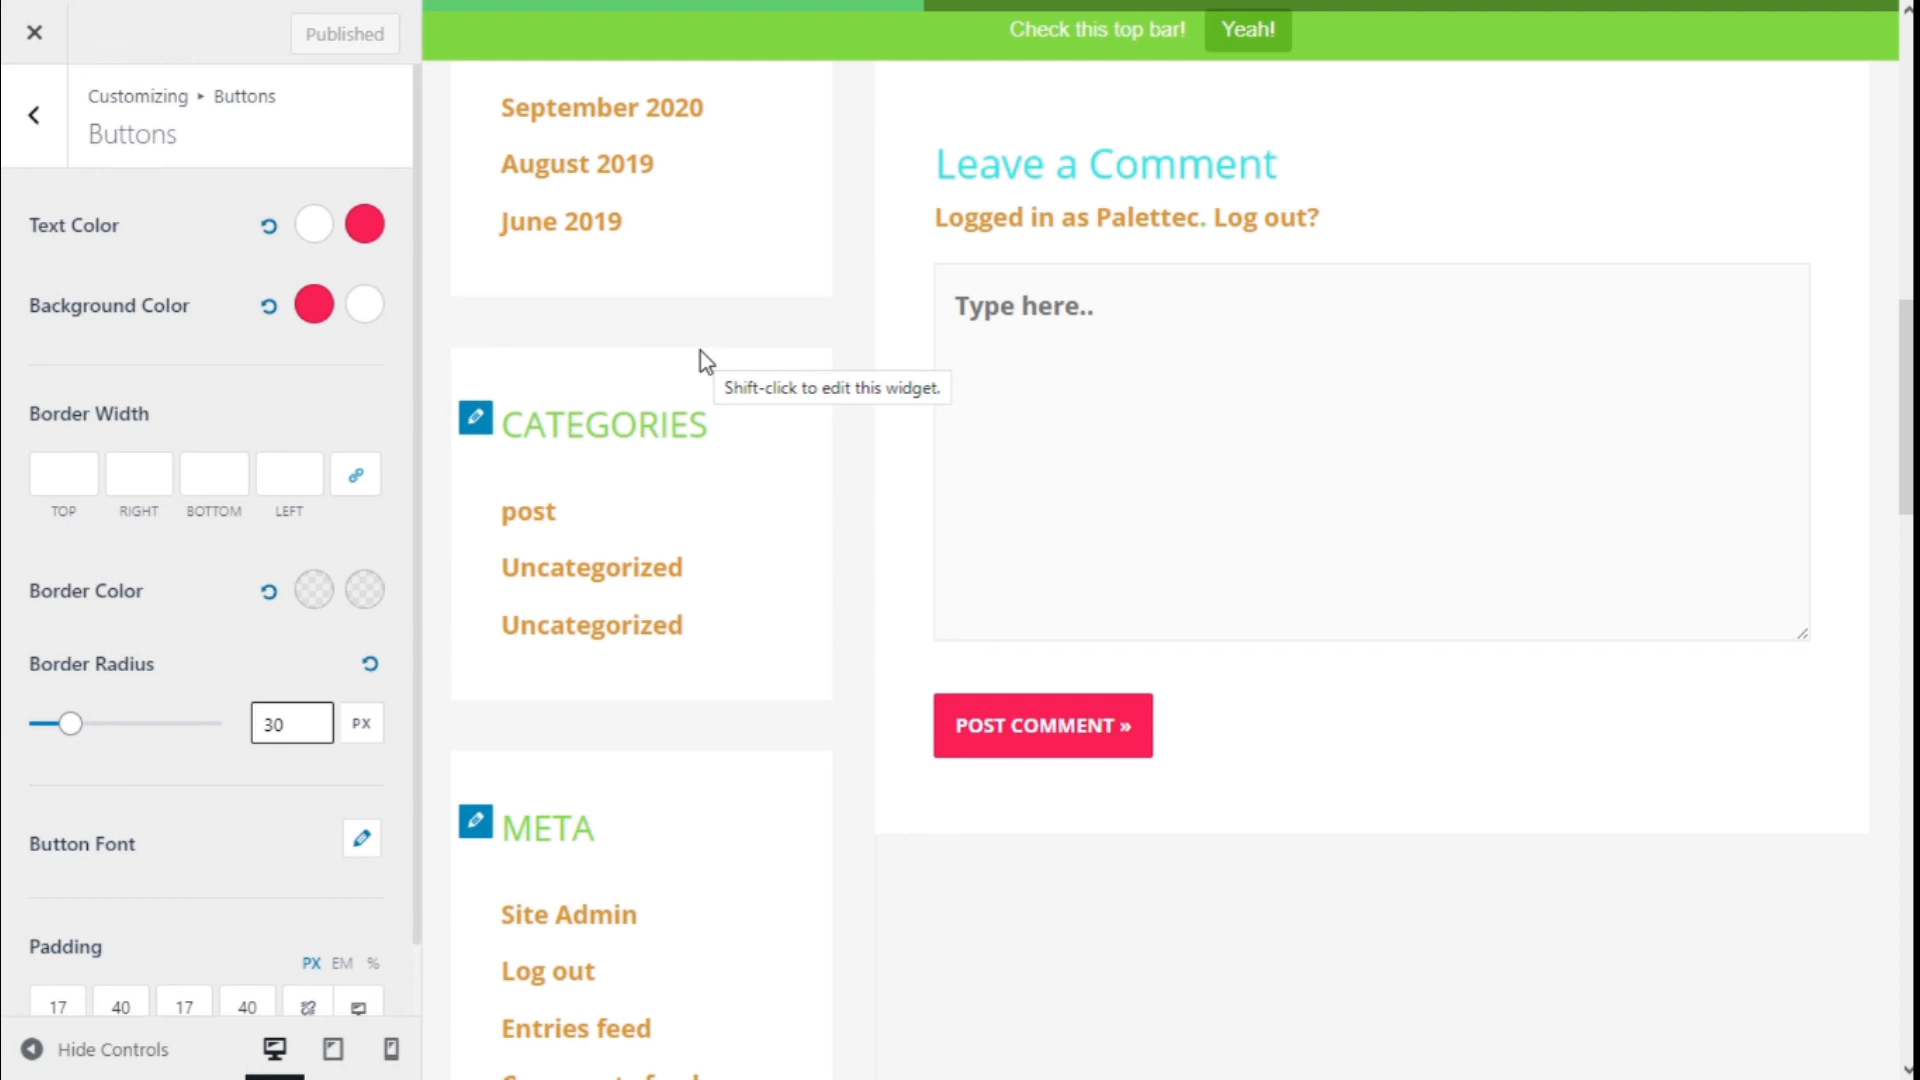 Published
Customizing ▸ Buttons
Buttons
Text Color
Background Color
Border Width
TOP RIGHT BOTTOM LEFT
Border Color
Border Radius
30 PX
Button Font
Padding
PX EM %
17 40 17 40
Hide Controls
Check this top bar! Yeah!
September 2020
August 2019
June 2019
Shift-click to edit this widget.
CATEGORIES
post
Uncategorized
Uncategorized
META
Site Admin
Log out
Entries feed
Leave a Comment
Logged in as Palettec. Log out?
Type here..
POST COMMENT »